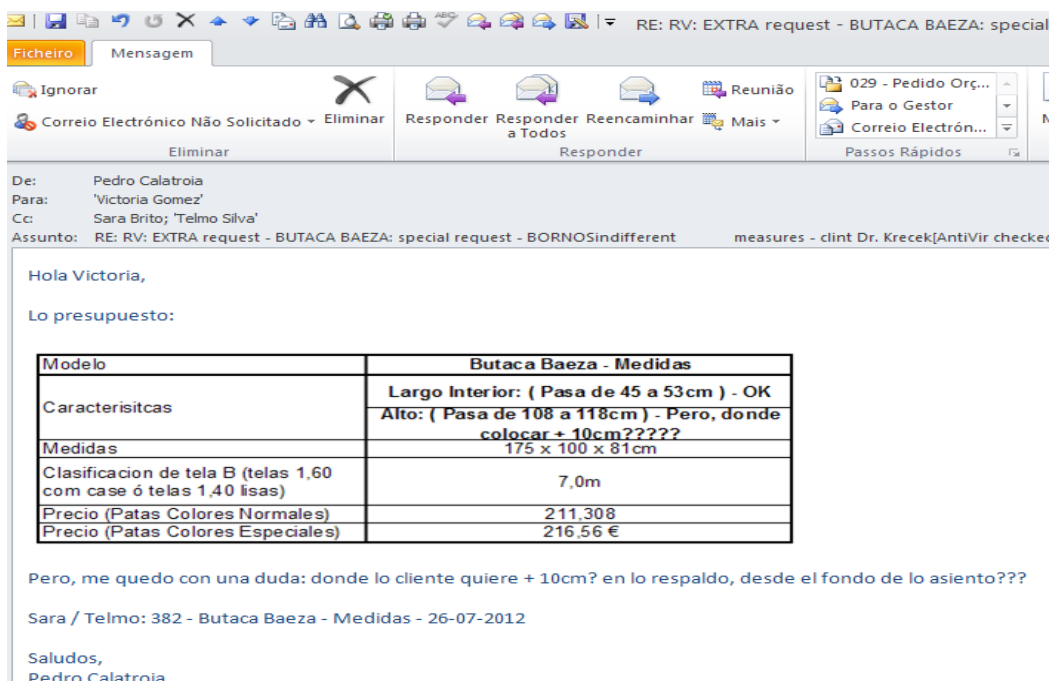 RE: RV: EXTRA request - BUTACA BAEZA: special
Ficheiro Mensagem
Ignorar
Correio Electrónico Não Solicitado
Eliminar
Responder
Responder a Todos
Reencaminhar
Reunião
Mais
029 - Pedido Orç...
Para o Gestor
Correio Electrón...
Eliminar Responder Passos Rápidos
De: Pedro Calatroia
Para: 'Victoria Gomez'
Cc: Sara Brito; 'Telmo Silva'
Assunto: RE: RV: EXTRA request - BUTACA BAEZA: special request - BORNOSindifferent measures - clint Dr. Krecek[AntiVir checked
Hola Victoria,
Lo presupuesto:
Modelo Butaca Baeza - Medidas
Caracterisitcas
Largo Interior: ( Pasa de 45 a 53cm ) - OK
Alto: ( Pasa de 108 a 118cm ) - Pero, donde
colocar + 10cm?????
Medidas 175 x 100 x 81cm
Clasificacion de tela B (telas 1,60
com case ó telas 1,40 lisas)
7,0m
Precio (Patas Colores Normales) 211,308
Precio (Patas Colores Especiales) 216,56 €
Pero, me quedo con una duda: donde lo cliente quiere + 10cm? en lo respaldo, desde el fondo de lo asiento???
Sara / Telmo: 382 - Butaca Baeza - Medidas - 26-07-2012
Saludos,
Pedro Calatroia